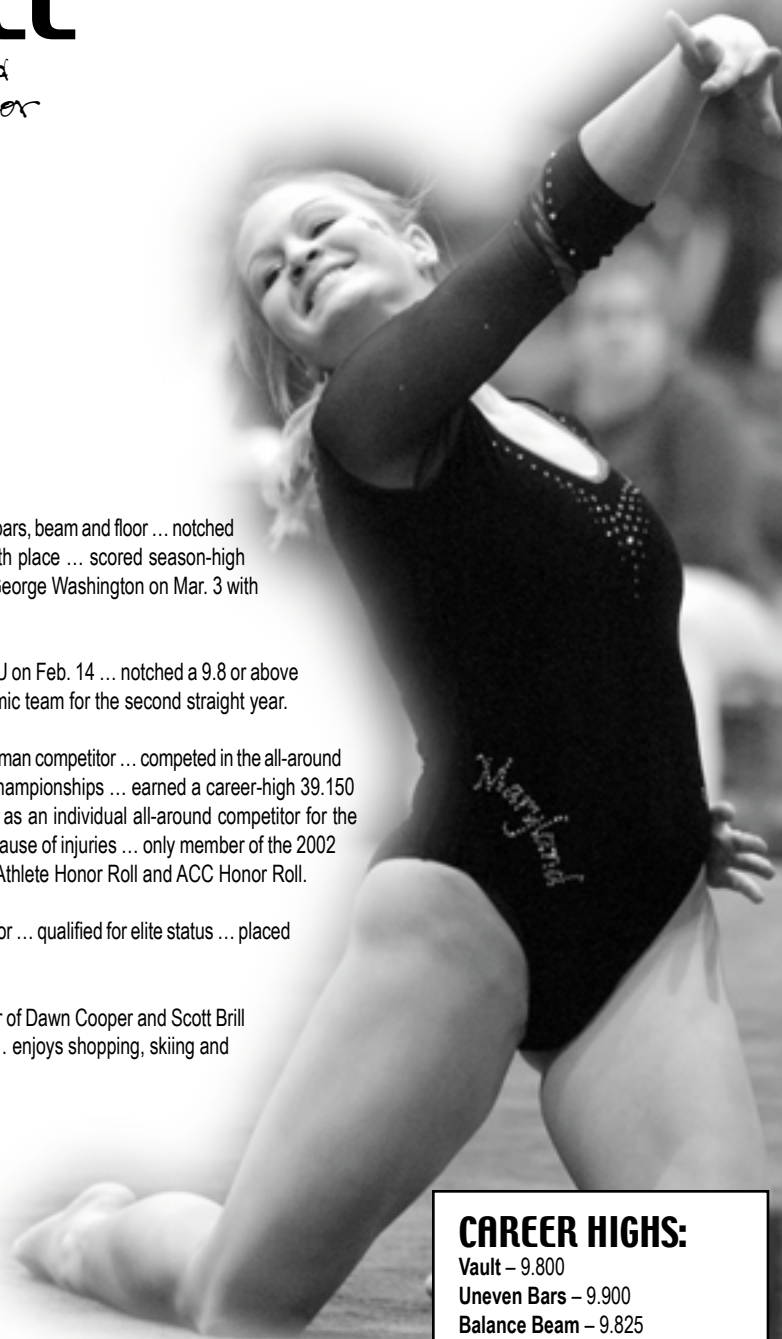 oars, beam and floor … notched
th place … scored season-high
George Washington on Mar. 3 with
U on Feb. 14 … notched a 9.8 or above
mic team for the second straight year.
man competitor … competed in the all-around
hampionships … earned a career-high 39.150
as an individual all-around competitor for the
ause of injuries … only member of the 2002
Athlete Honor Roll and ACC Honor Roll.
or … qualified for elite status … placed
r of Dawn Cooper and Scott Brill
. enjoys shopping, skiing and
Maryland
CAREER HIGHS:
Vault – 9.800
Uneven Bars – 9.900
Balance Beam – 9.825